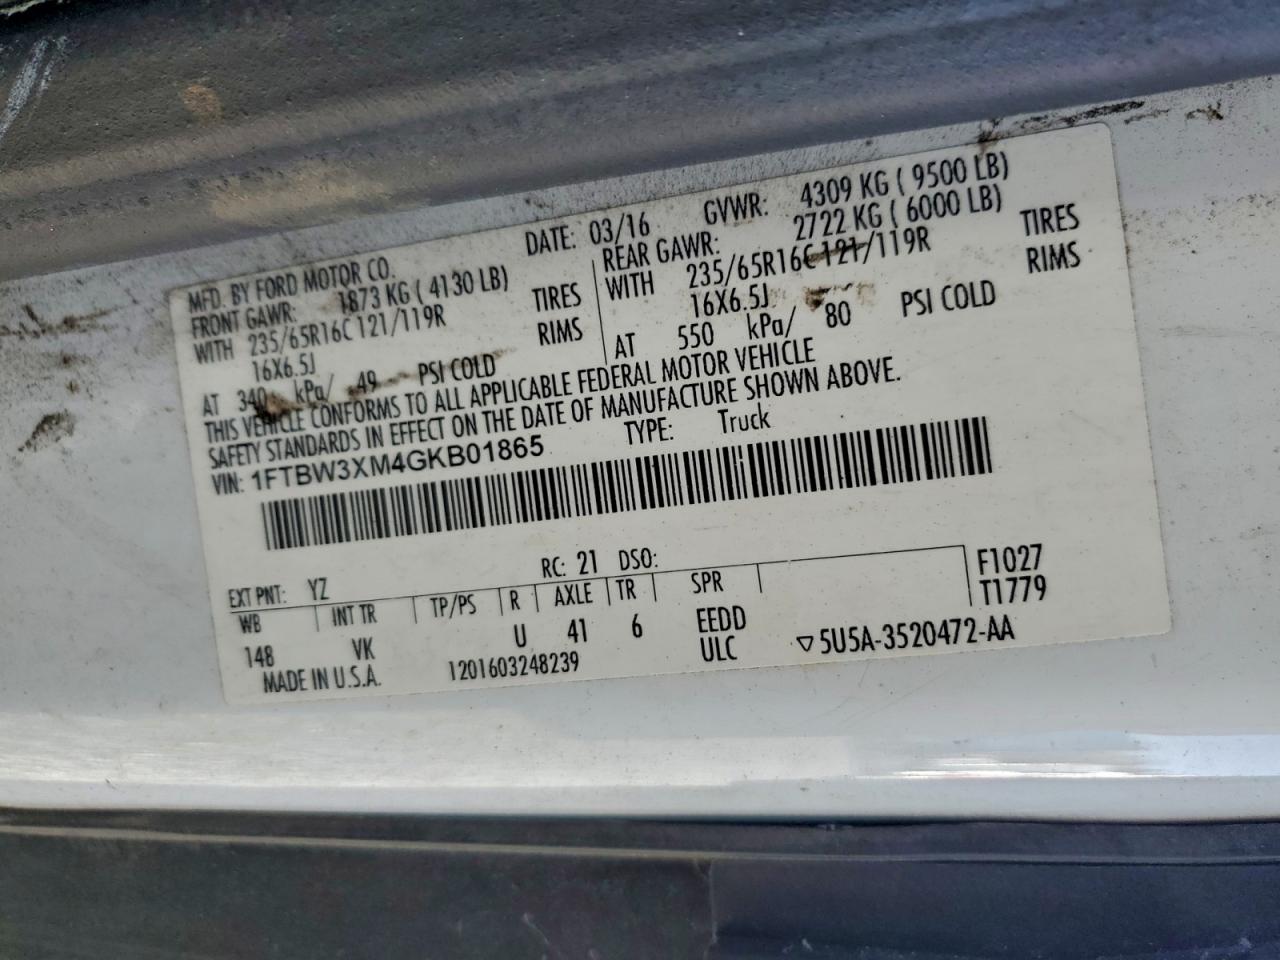 MFD. BY FORD MOTOR CO.
DATE: 03/16 GVWR: 4309 KG ( 9500 LB)
FRONT GAWR: 1873 KG ( 4130 LB)
WITH 235/65R16C 121/119R TIRES
16X6.5J RIMS
AT 340 kPa/ 49 PSI COLD
REAR GAWR: 2722 KG ( 6000 LB)
WITH 235/65R16C 121/119R TIRES
16X6.5J RIMS
AT 550 kPa/ 80 PSI COLD
THIS VEHICLE CONFORMS TO ALL APPLICABLE FEDERAL MOTOR VEHICLE
SAFETY STANDARDS IN EFFECT ON THE DATE OF MANUFACTURE SHOWN ABOVE.
VIN: 1FTBW3XM4GKB01865 TYPE: Truck
EXT PNT: YZ RC: 21 DSO:
WB INT TR TP/PS R AXLE TR SPR F1027
T1779
148 VK U 41 6 EEDD
MADE IN U.S.A. 1201603248239 ULC ▽5U5A-3520472-AA